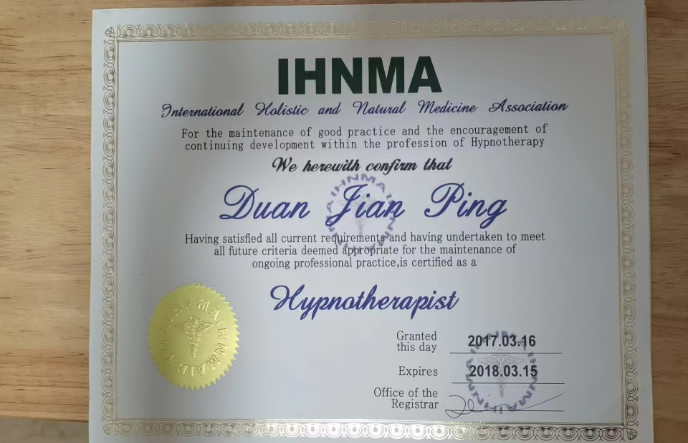 IHNMA
International Holistic and Natural Medicine Association
For the maintenance of good practice and the encouragement of
continuing development within the profession of Hypnotherapy
We herewith confirm that
Duan Jian Ping
Having satisfied all current requirements and having undertaken to meet
all future criteria deemed appropriate for the maintenance of
ongoing professional practice,is certified as a
Hypnotherapist
Granted
this day
2017.03.16
Expires
2018.03.15
Office of the
Registrar